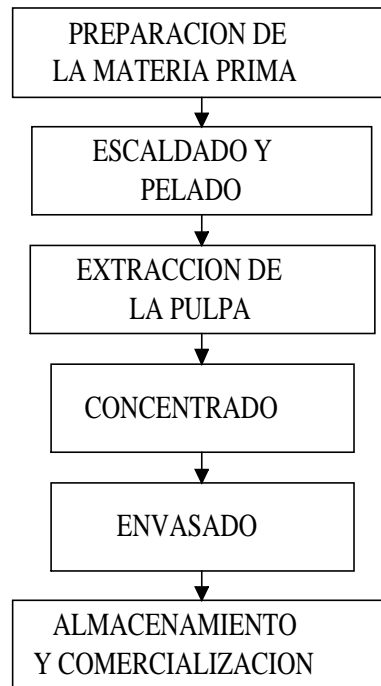 PREPARACION DE
LA MATERIA PRIMA
ESCALDADO Y
PELADO
EXTRACCION DE
LA PULPA
CONCENTRADO
ENVASADO
ALMACENAMIENTO
Y COMERCIALIZACION